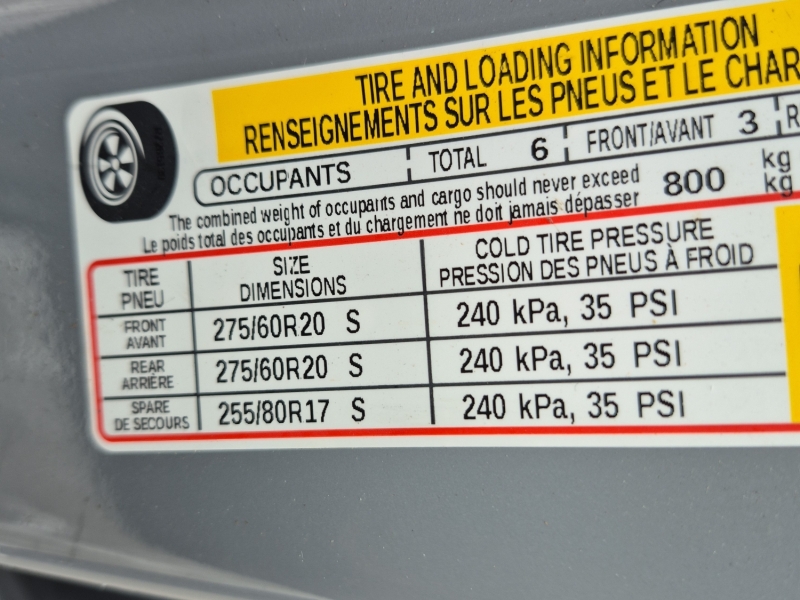 TIRE AND LOADING INFORMATION
RENSEIGNEMENTS SUR LES PNEUS ET LE CHAR
OCCUPANTS TOTAL 6 FRONT/AVANT 3 R
The combined weight of occupants and cargo should never exceed 800 kg
Le poids total des occupants et du chargement ne doit jamais dépasser kg
TIRE SIZE COLD TIRE PRESSURE
PNEU DIMENSIONS PRESSION DES PNEUS À FROID
FRONT
AVANT 275/60R20 S 240 kPa, 35 PSI
REAR
ARRIÈRE 275/60R20 S 240 kPa, 35 PSI
SPARE
DE SECOURS 255/80R17 S 240 kPa, 35 PSI